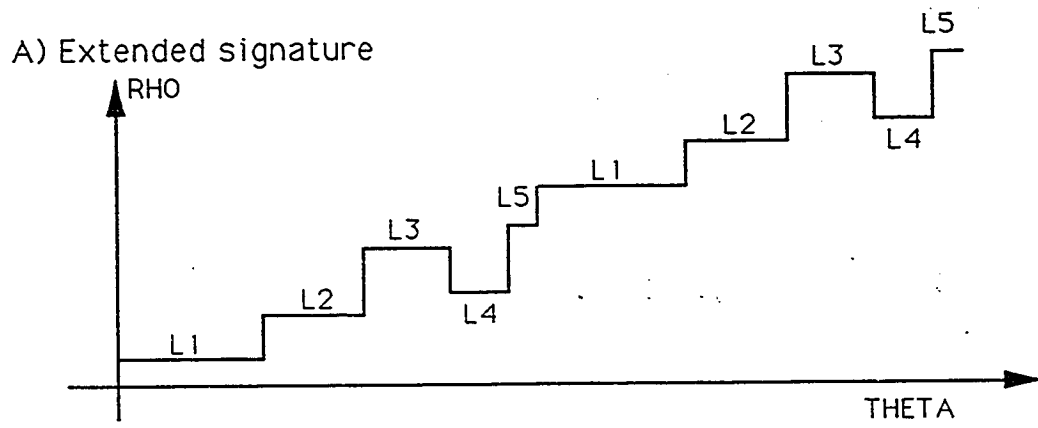 A) Extended signature
RHO
L5
L3
L2
L4
L1
L5
L3
L2
L4
L1
THETA